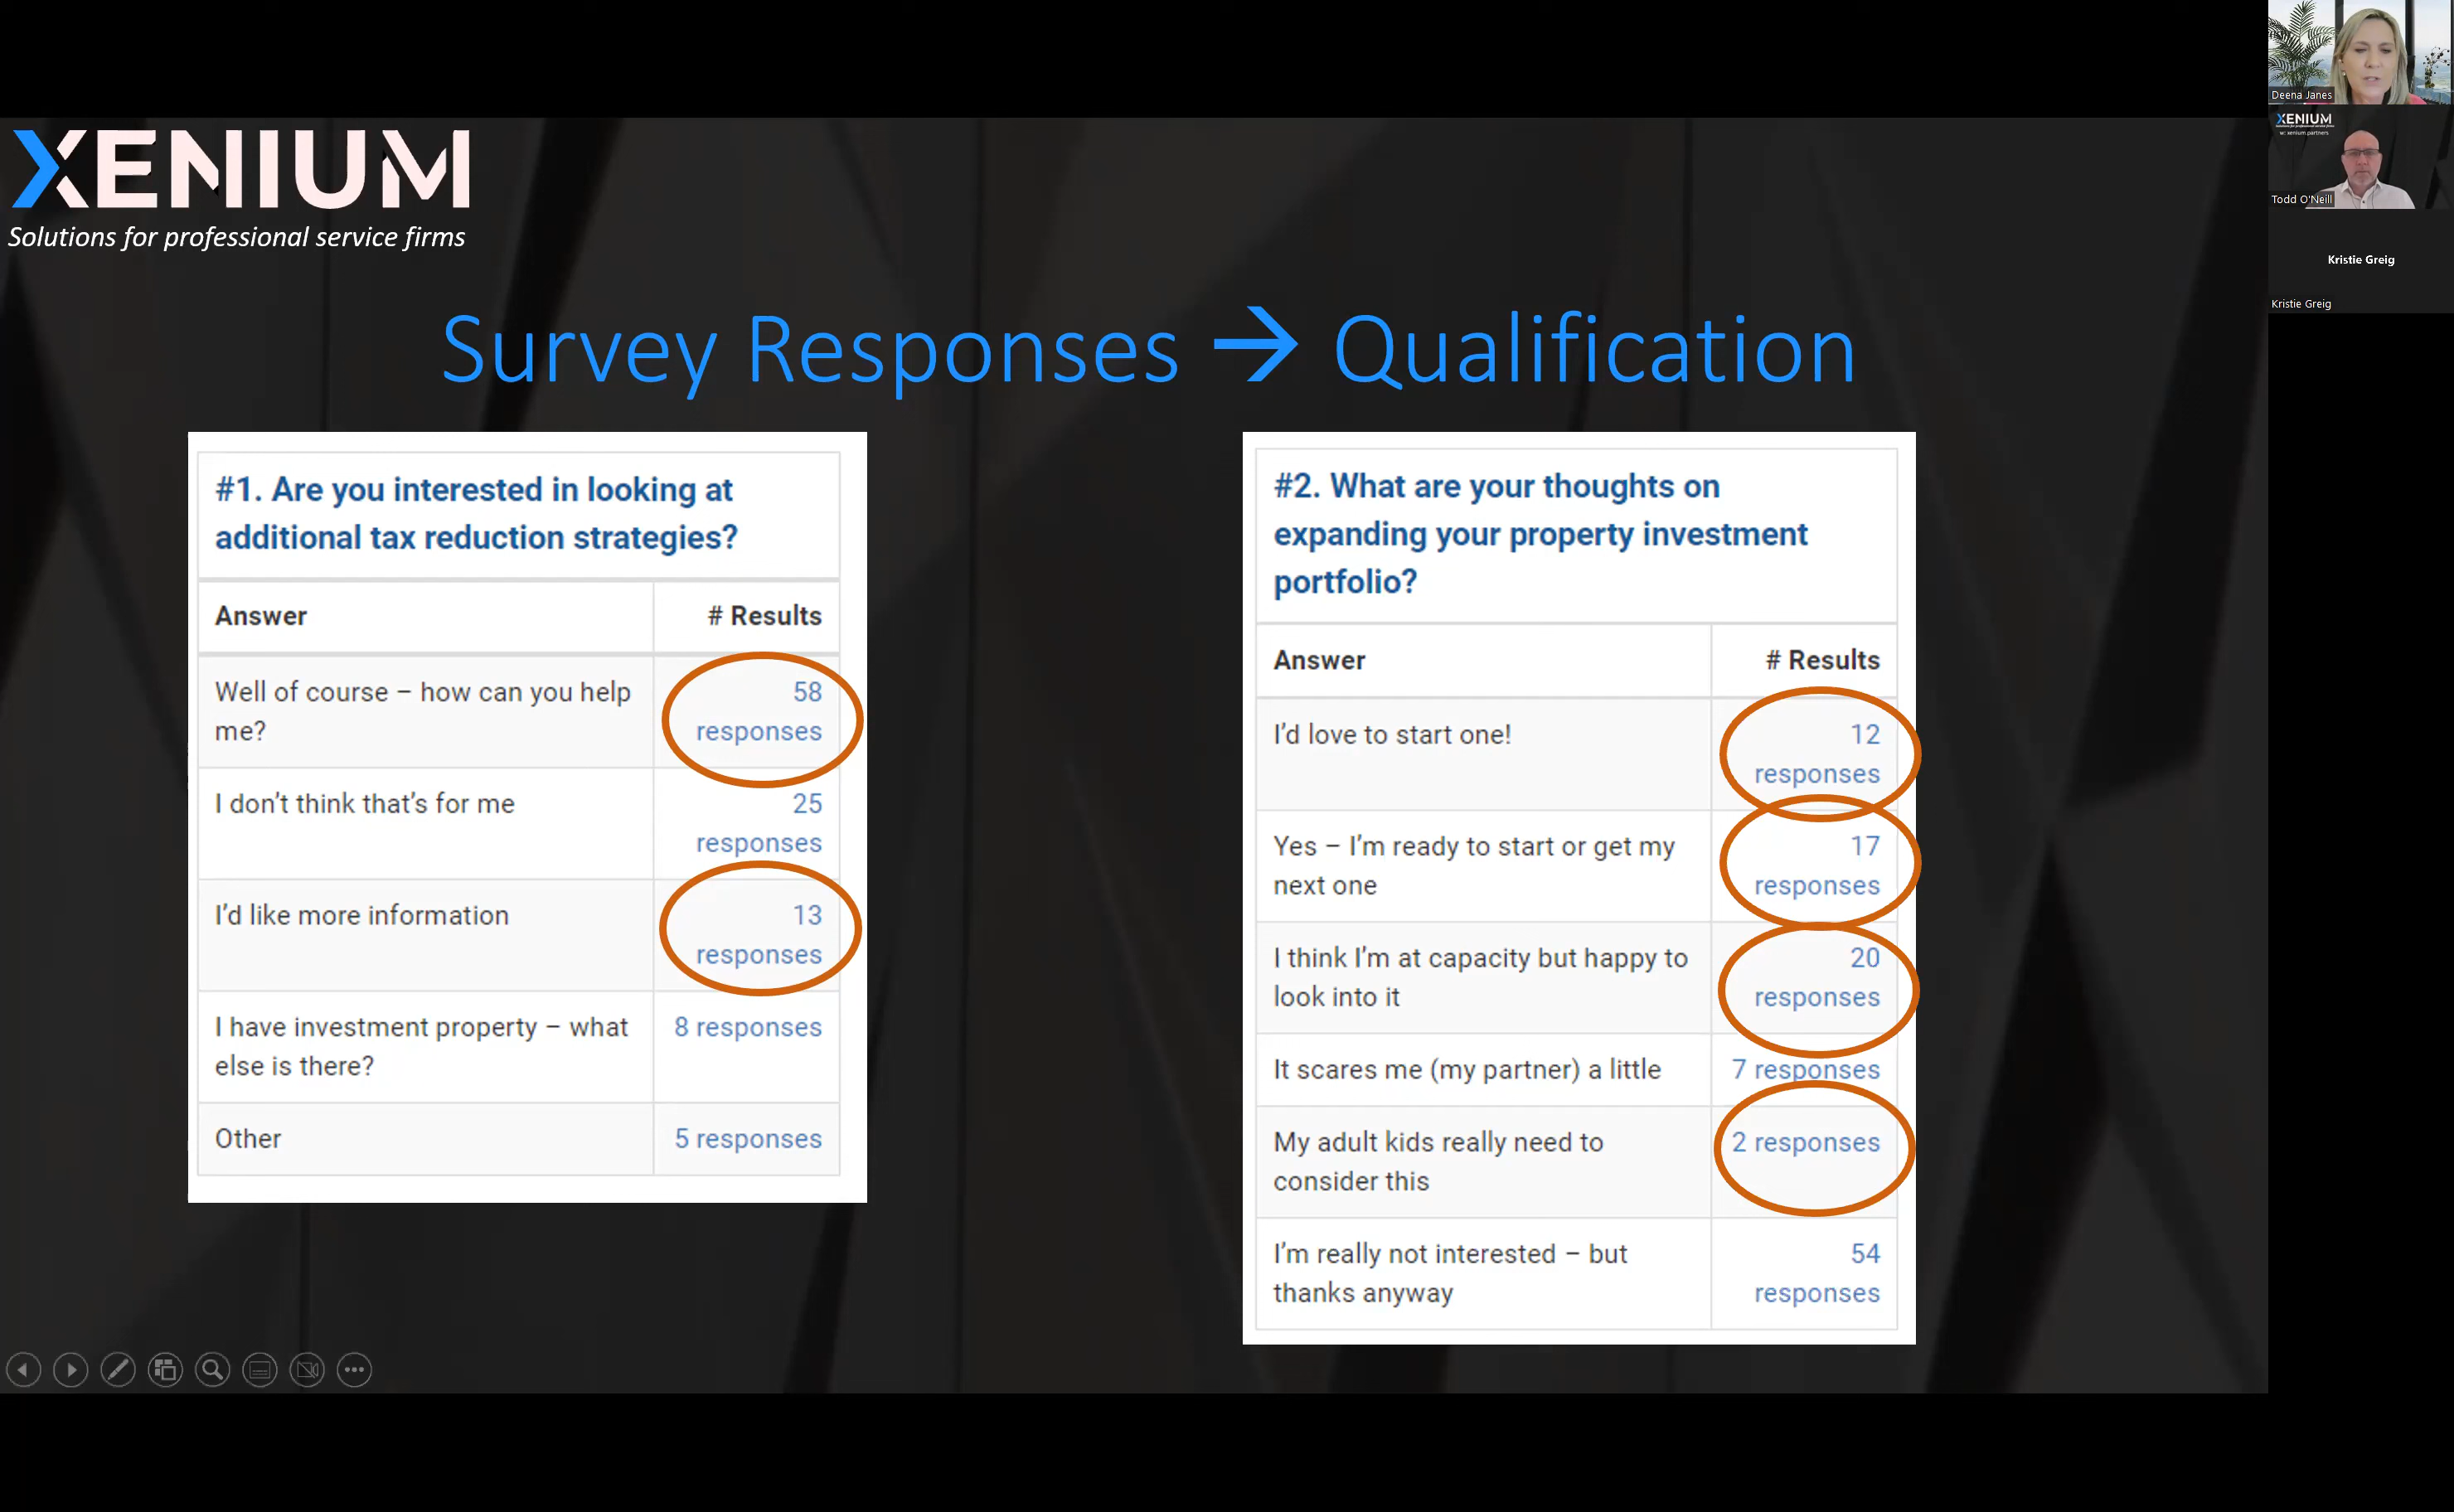 XENIUM
Solutions for professional service firms
Survey Responses → Qualification
#1. Are you interested in looking at
additional tax reduction strategies?
Answer # Results
Well of course – how can you help
me?
58
responses
I don't think that's for me
25
responses
I'd like more information
13
responses
I have investment property – what
else is there?
8 responses
Other
5 responses
#2. What are your thoughts on
expanding your property investment
portfolio?
Answer # Results
I'd love to start one!
12
responses
Yes – I'm ready to start or get my
next one
17
responses
I think I'm at capacity but happy to
look into it
20
responses
It scares me (my partner) a little
7 responses
My adult kids really need to
consider this
2 responses
I'm really not interested – but
thanks anyway
54
responses
Deena Janes
XENIUM
Todd O'Neill
Kristie Greig
Kristie Greig